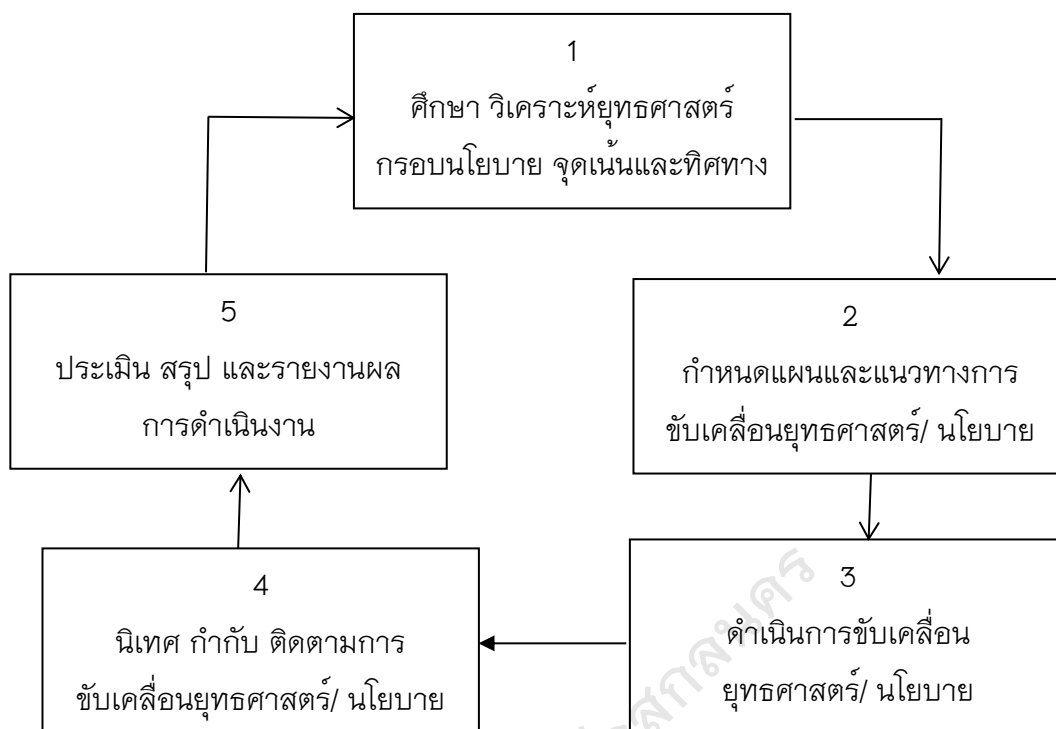 1
ศึกษา วิเคราะห์ยุทธศาสตร์
กรอบนโยบาย จุดเน้นและทิศทาง
2
กำหนดแผนและแนวทางการ
ขับเคลื่อนยุทธศาสตร์/ นโยบาย
3
ดำเนินการขับเคลื่อน
ยุทธศาสตร์/ นโยบาย
4
นิเทศ กำกับ ติดตามการ
ขับเคลื่อนยุทธศาสตร์/ นโยบาย
5
ประเมิน สรุป และรายงานผล
การดำเนินงาน